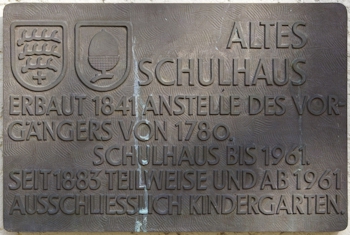 ALTES
SCHULHAUS
ERBAUT 1841 ANSTELLE DES VOR-
GÄNGERS VON 1780.
SCHULHAUS BIS 1961.
SEIT 1883 TEILWEISE UND AB 1961
AUSSCHLIESSLICH KINDERGARTEN.